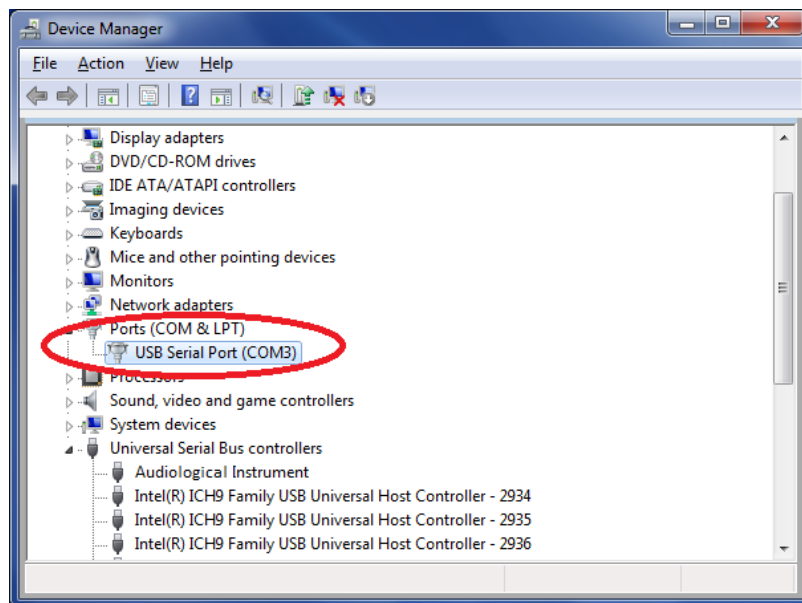 Device Manager
File Action View Help
Display adapters
DVD/CD-ROM drives
IDE ATA/ATAPI controllers
Imaging devices
Keyboards
Mice and other pointing devices
Monitors
Network adapters
Ports (COM & LPT)
USB Serial Port (COM3)
Processors
Sound, video and game controllers
System devices
Universal Serial Bus controllers
Audiological Instrument
Intel(R) ICH9 Family USB Universal Host Controller - 2934
Intel(R) ICH9 Family USB Universal Host Controller - 2935
Intel(R) ICH9 Family USB Universal Host Controller - 2936